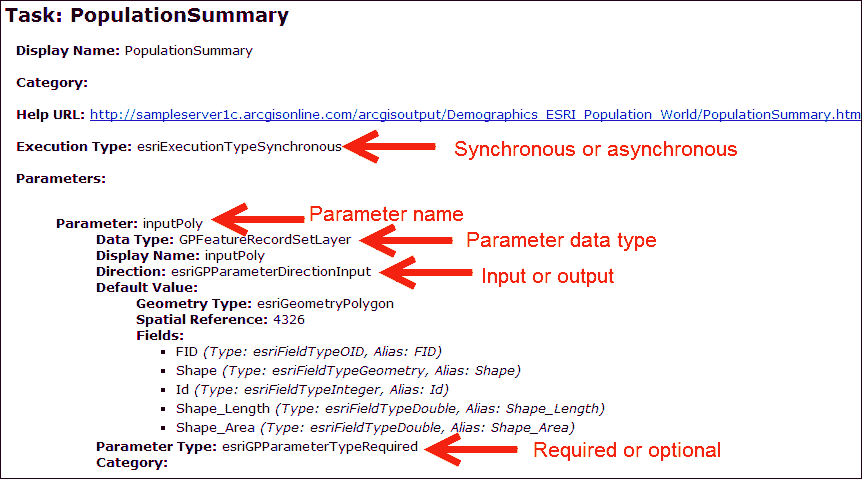 Task: PopulationSummary
Display Name: PopulationSummary
Category:
Help URL: http://sampleserver1c.arcgisonline.com/arcgisoutput/Demographics_ESRI_Population_World/PopulationSummary.htm
Execution Type: esriExecutionTypeSynchronous
Synchronous or asynchronous
Parameters:
Parameter: inputPoly
Parameter name
Data Type: GPFeatureRecordSetLayer
Parameter data type
Display Name: inputPoly
Direction: esriGPParameterDirectionInput
Input or output
Default Value:
Geometry Type: esriGeometryPolygon
Spatial Reference: 4326
Fields:
▪ FID (Type: esriFieldTypeOID, Alias: FID)
▪ Shape (Type: esriFieldTypeGeometry, Alias: Shape)
▪ Id (Type: esriFieldTypeInteger, Alias: Id)
▪ Shape_Length (Type: esriFieldTypeDouble, Alias: Shape_Length)
▪ Shape_Area (Type: esriFieldTypeDouble, Alias: Shape_Area)
Parameter Type: esriGPParameterTypeRequired
Required or optional
Category: